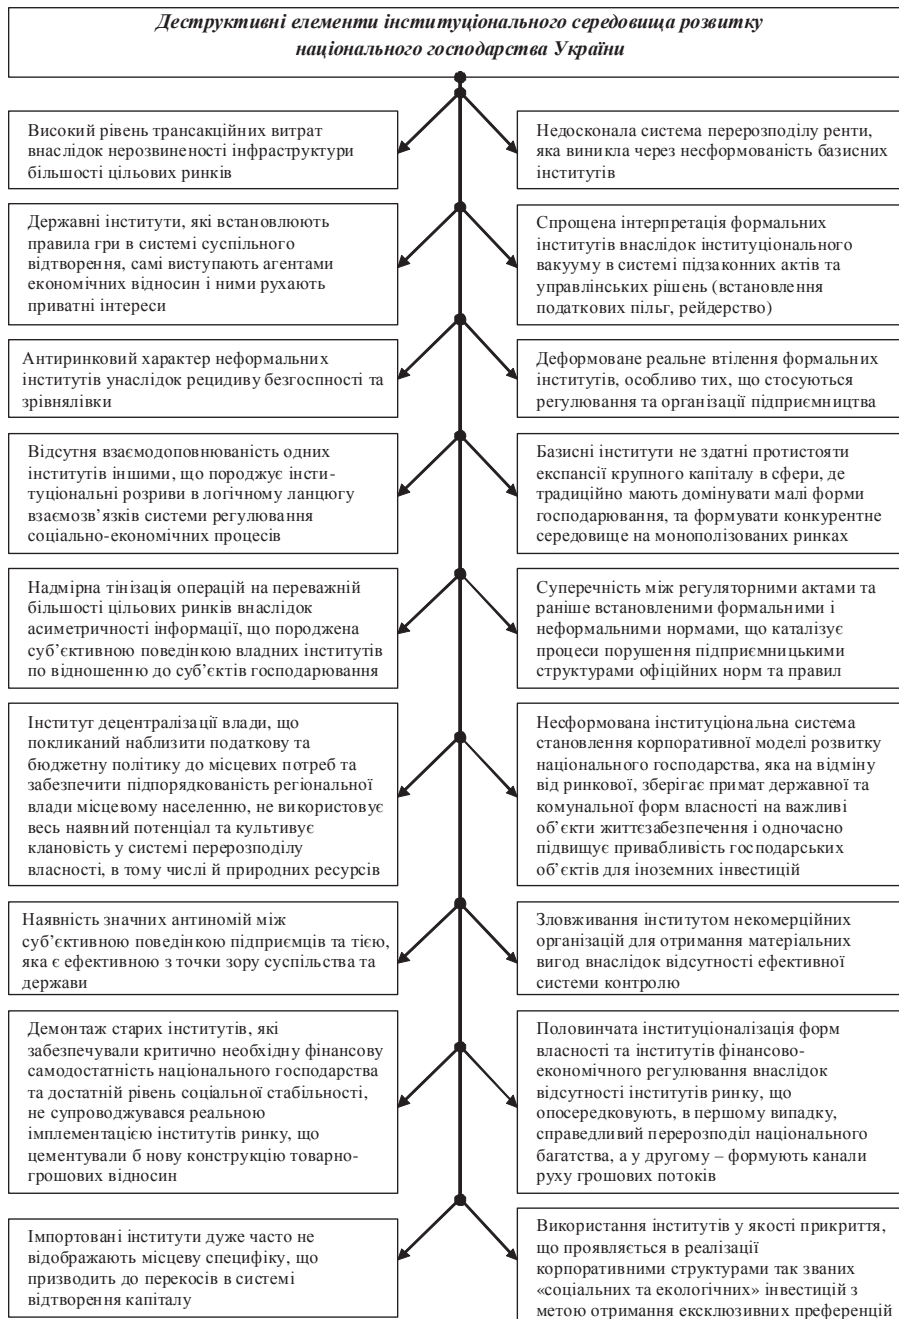 Деструктивні елементи інституціонального середовища розвитку
національного господарства України
Високий рівень трансакційних витрат
внаслідок нерозвиненості інфраструктури
більшості цільових ринків
Недосконала система перерозподілу ренти,
яка виникла через несформованість базисних
інститутів
Державні інститути, які встановлюють
правила гри в системі суспільного
відтворення, самі виступають агентами
економічних відносин і ними рухають
приватні інтереси
Спрощена інтерпретація формальних
інститутів внаслідок інституціонального
вакууму в системі підзаконних актів та
управлінських рішень (встановлення
податкових пільг, рейдерство)
Антиринковий характер неформальних
інститутів унаслідок рецидиву безгоспності та
зрівнялівки
Деформоване реальне втілення формальних
інститутів, особливо тих, що стосуються
регулювання та організації підприємництва
Відсутня взаємодоповнюваність одних
інститутів іншими, що породжує інсти-
туціональні розриви в логічному ланцюгу
взаємозв’язків системи регулювання
соціально-економічних процесів
Базисні інститути не здатні протистояти
експансії крупного капіталу в сфери, де
традиційно мають домінувати малі форми
господарювання, та формувати конкурентне
середовище на монополізованих ринках
Надмірна тінізація операцій на переважній
більшості цільових ринків внаслідок
асиметричності інформації, що породжена
суб’єктивною поведінкою владних інститутів
по відношенню до суб’єктів господарювання
Суперечність між регуляторними актами та
раніше встановленими формальними і
неформальними нормами, що каталізує
процеси порушення підприємницькими
структурами офіційних норм та правил
Інститут децентралізації влади, що
покликаний наблизити податкову та
бюджетну політику до місцевих потреб та
забезпечити підпорядкованість регіональної
влади місцевому населенню, не використовує
весь наявний потенціал та культивує
клановість у системі перерозподілу
власності, в тому числі й природних ресурсів
Несформована інституціональна система
становлення корпоративної моделі розвитку
національного господарства, яка на відміну
від ринкової, зберігає примат державної та
комунальної форм власності на важливі
об’єкти життєзабезпечення і одночасно
підвищує привабливість господарських
об’єктів для іноземних інвестицій
Наявність значних антиномій між
суб’єктивною поведінкою підприємців та тією,
яка є ефективною з точки зору суспільства та
держави
Зловживання інститутом некомерційних
організацій для отримання матеріальних
вигод внаслідок відсутності ефективної
системи контролю
Демонтаж старих інститутів, які
забезпечували критично необхідну фінансову
самодостатність національного господарства
та достатній рівень соціальної стабільності,
не супроводжувався реальною
імплементацією інститутів ринку, що
цементували б нову конструкцію товарно-
грошових відносин
Половинчата інституціоналізація форм
власності та інститутів фінансово-
економічного регулювання внаслідок
відсутності інститутів ринку, що
опосередковують, в першому випадку,
справедливий перерозподіл національного
багатства, а у другому – формують канали
руху грошових потоків
Імпортовані інститути дуже часто не
відображають місцеву специфіку, що
призводить до перекосів в системі
відтворення капіталу
Використання інститутів у якості прикриття,
що проявляється в реалізації
корпоративними структурами так званих
«соціальних та екологічних» інвестицій з
метою отримання ексклюзивних преференцій